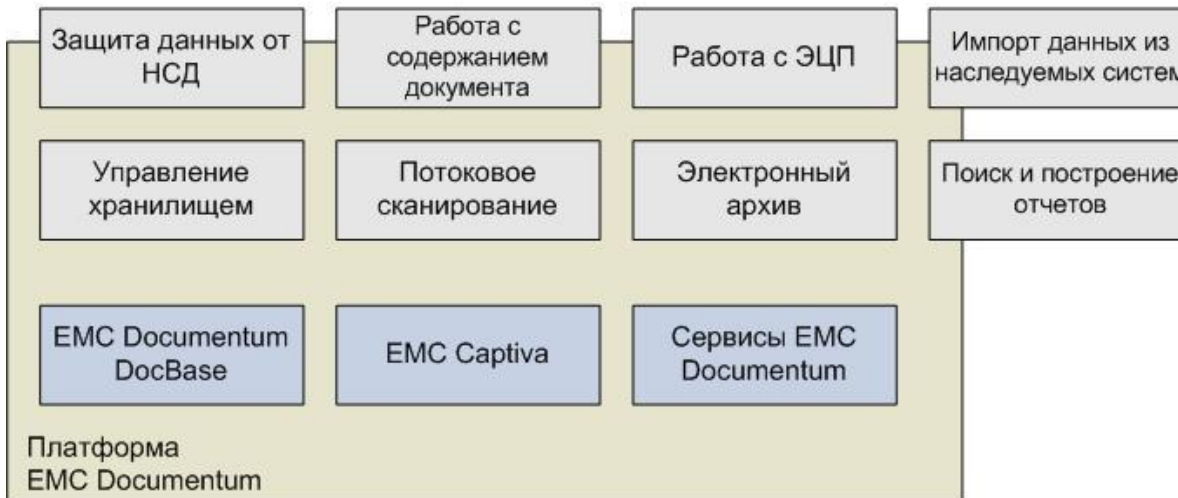 Защита данных от
НСД
Работа с
содержанием
документа
Работа с ЭЦП
Импорт данных из
наследуемых систем
Управление
хранилищем
Потоковое
сканирование
Электронный
архив
Поиск и построение
отчетов
EMC Documentum
DocBase
EMC Captiva
Сервисы EMC
Documentum
Платформа
EMC Documentum